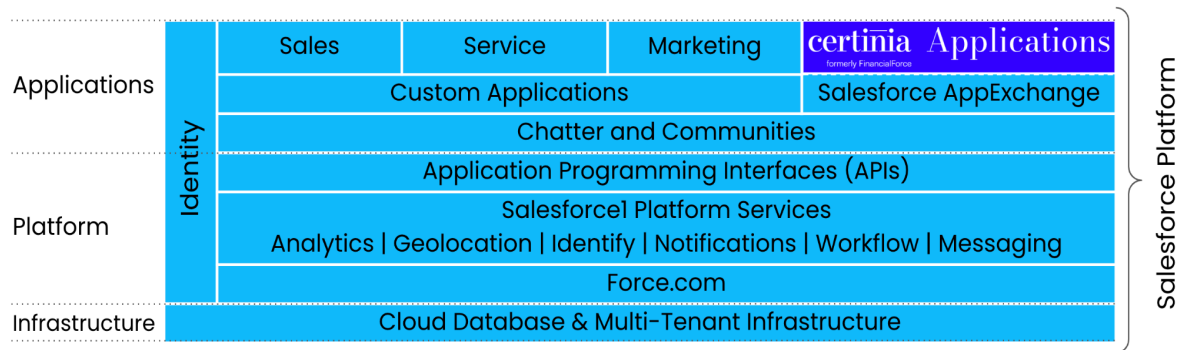 Sales
Service
Marketing
certinia Applications
formerly FinancialForce
Applications
Custom Applications
Salesforce AppExchange
Chatter and Communities
Identity
Application Programming Interfaces (APIs)
Platform
Salesforce1 Platform Services
Analytics | Geolocation | Identify | Notifications | Workflow | Messaging
Force.com
Infrastructure
Cloud Database & Multi-Tenant Infrastructure
Salesforce Platform